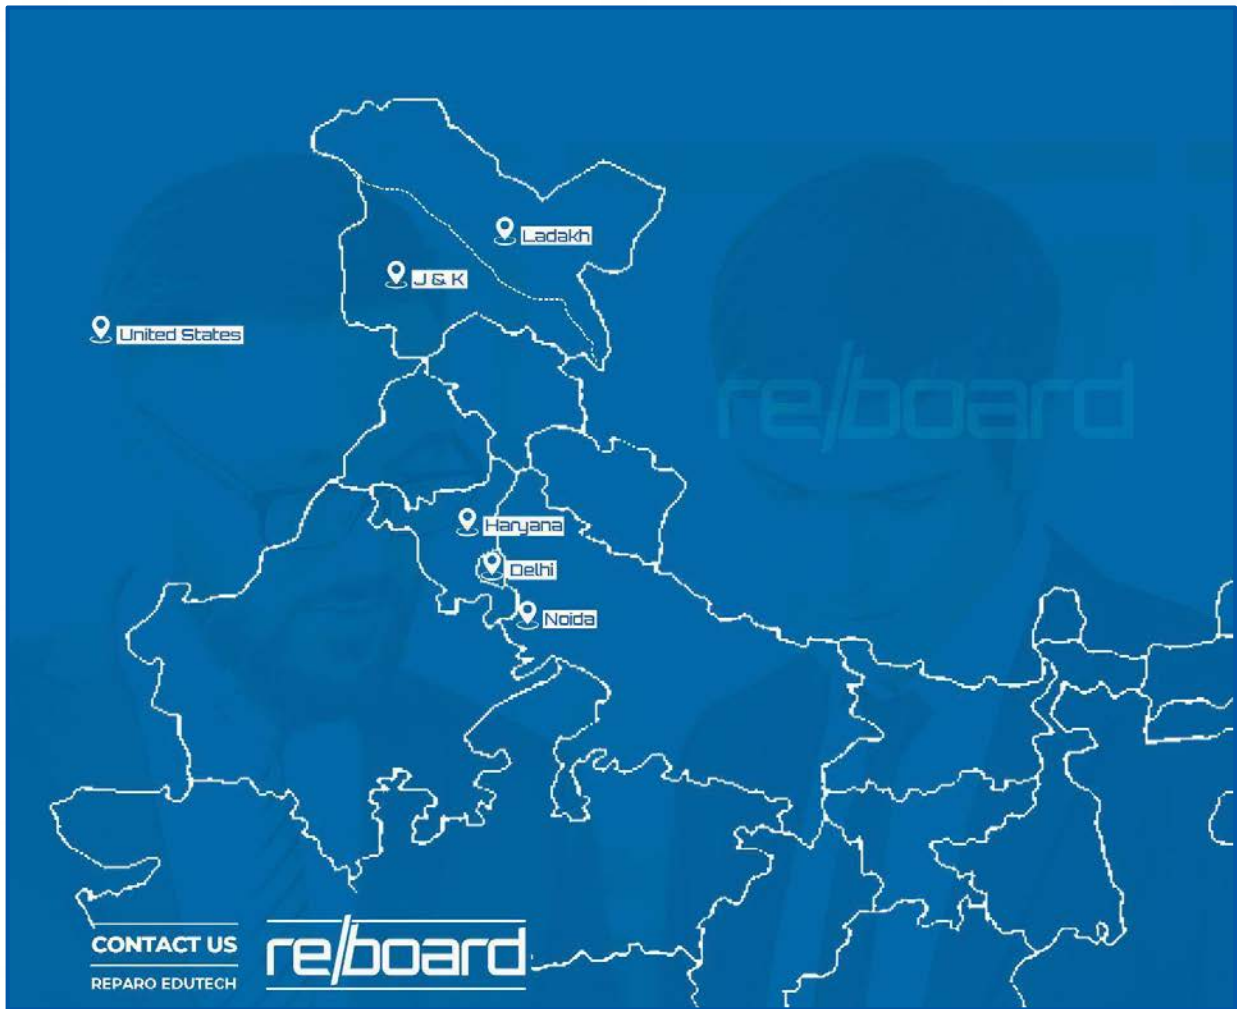 Ladakh
J & K
United States
re/board
Haryana
Delhi
Noida
CONTACT US
REPARO EDUTECH
re/board